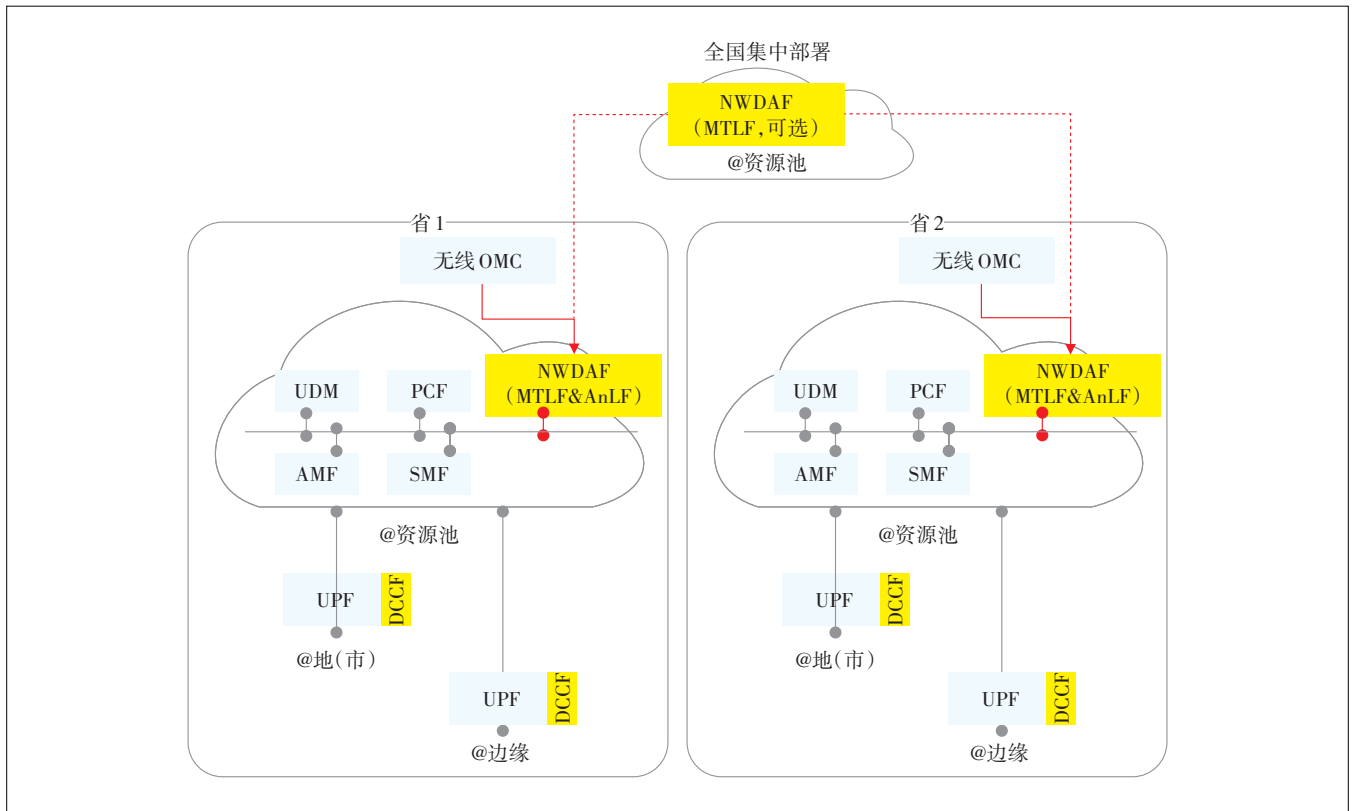 全国集中部署
NWDAF
(MTLF,可选)
@资源池
省1
无线OMC
NWDAF
(MTLF&AnLF)
UDM
PCF
AMF
SMF
@资源池
UPF
DCCF
@地(市)
UPF
DCCF
@边缘
省2
无线OMC
NWDAF
(MTLF&AnLF)
UDM
PCF
AMF
SMF
@资源池
UPF
DCCF
@地(市)
UPF
DCCF
@边缘